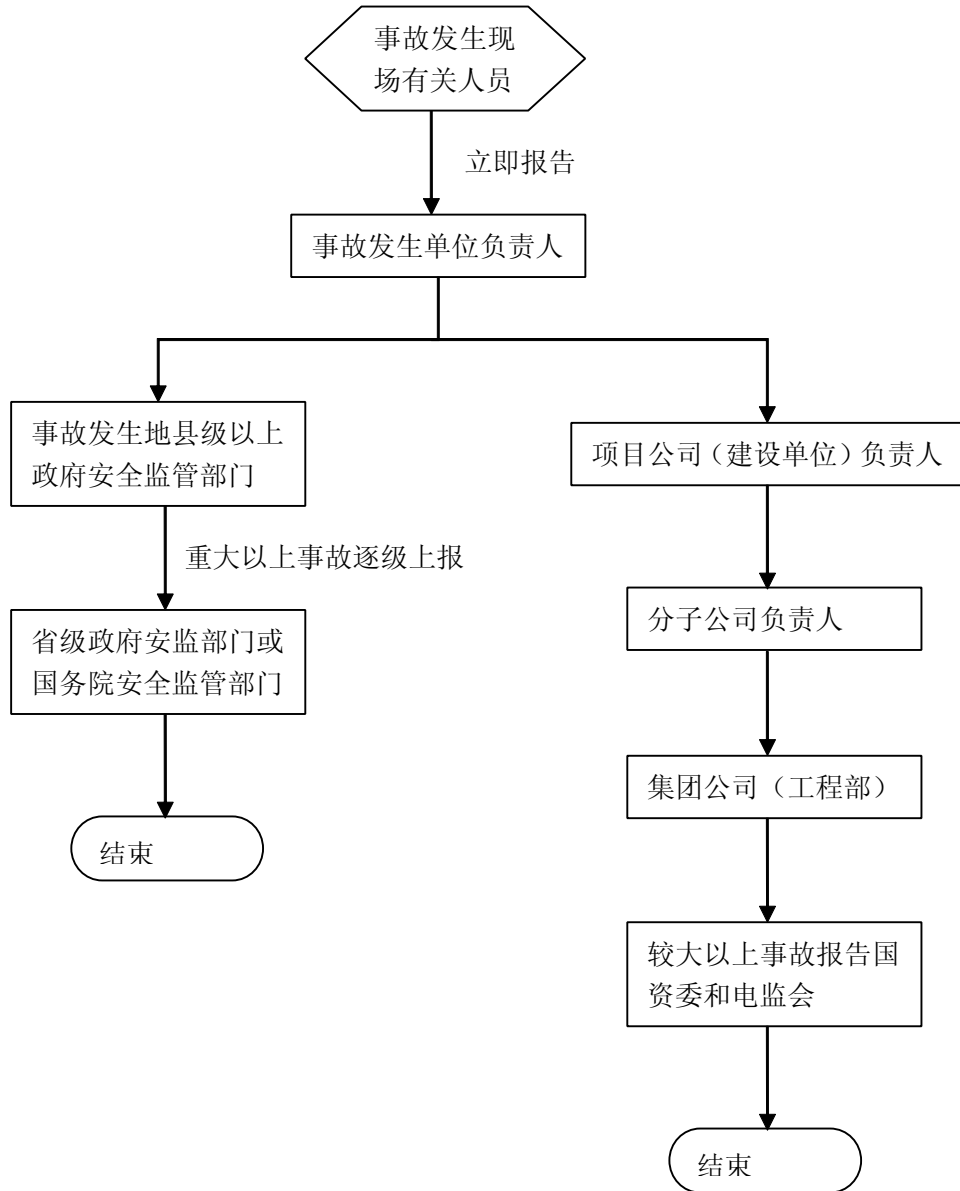 事故发生现
场有关人员
立即报告
事故发生单位负责人
事故发生地县级以上
政府安全监管部门
项目公司（建设单位）负责人
重大以上事故逐级上报
分子公司负责人
省级政府安监部门或
国务院安全监管部门
集团公司（工程部）
结束
较大以上事故报告国
资委和电监会
结束